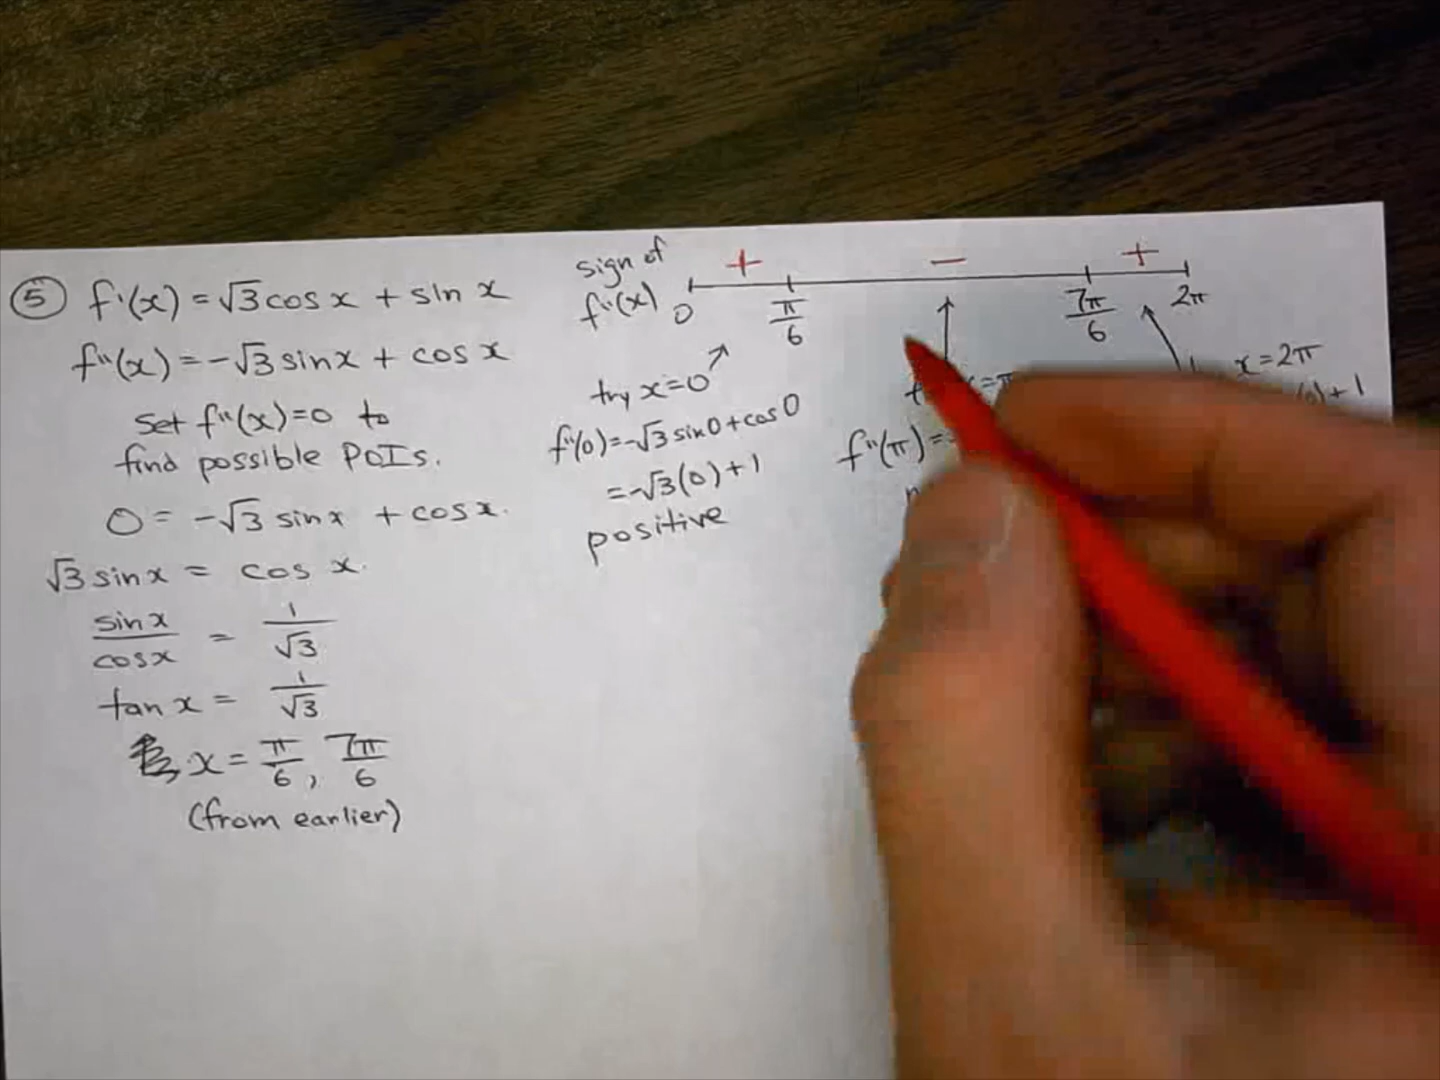 5 f'(x) = √3 cos x + sin x
f''(x) = -√3 sin x + cos x
Set f''(x) = 0 to
find possible POIs.
0 = -√3 sin x + cos x.
√3 sin x = cos x.
sin x / cos x = 1/√3
tan x = 1/√3
x = π/6, 7π/6
(from earlier)
sign of
f''(x)
+ - +
0 π/6 7π/6 2π
try x=0
f''(0) = -√3 sin 0 + cos 0
= -√3(0) + 1
positive
x=π
f''(π) =
x=2π
(0)+1